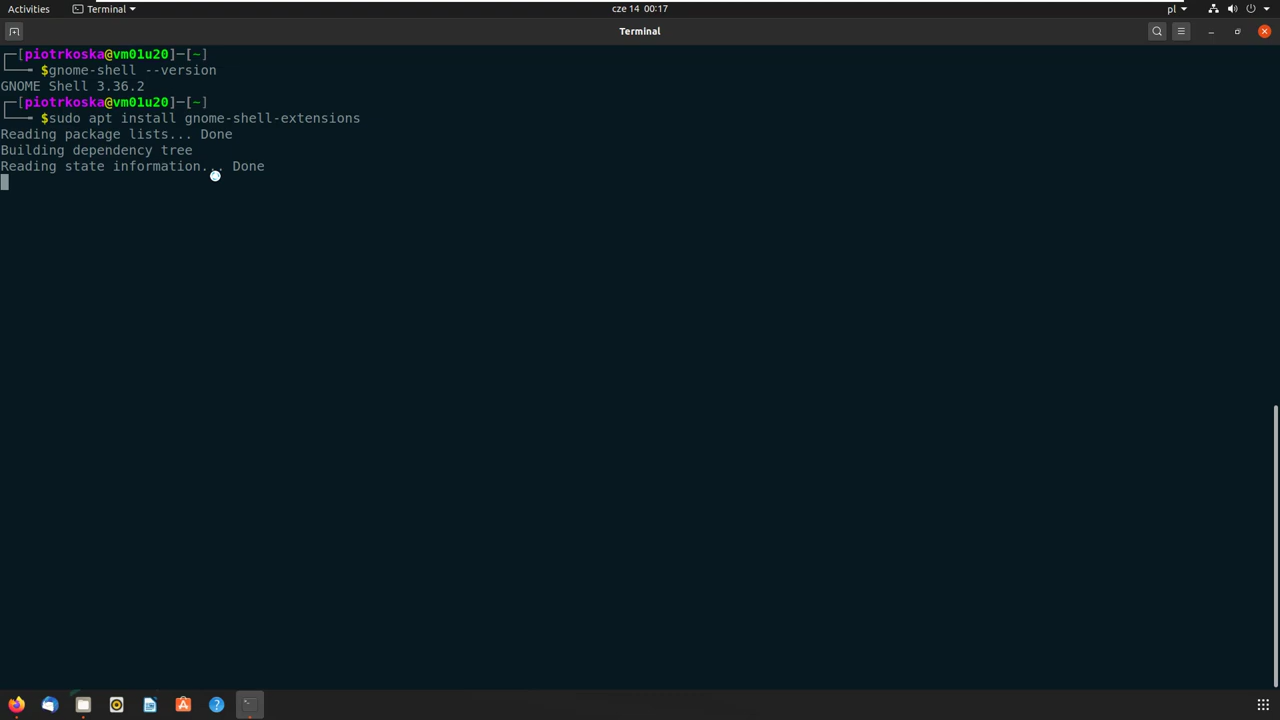 Activities
Terminal
cze 14 00:17
pl
Terminal
┌─[piotrkoska@vm01u20]─[~]
└──╼ $gnome-shell --version
GNOME Shell 3.36.2
┌─[piotrkoska@vm01u20]─[~]
└──╼ $sudo apt install gnome-shell-extensions
Reading package lists... Done
Building dependency tree
Reading state information... Done